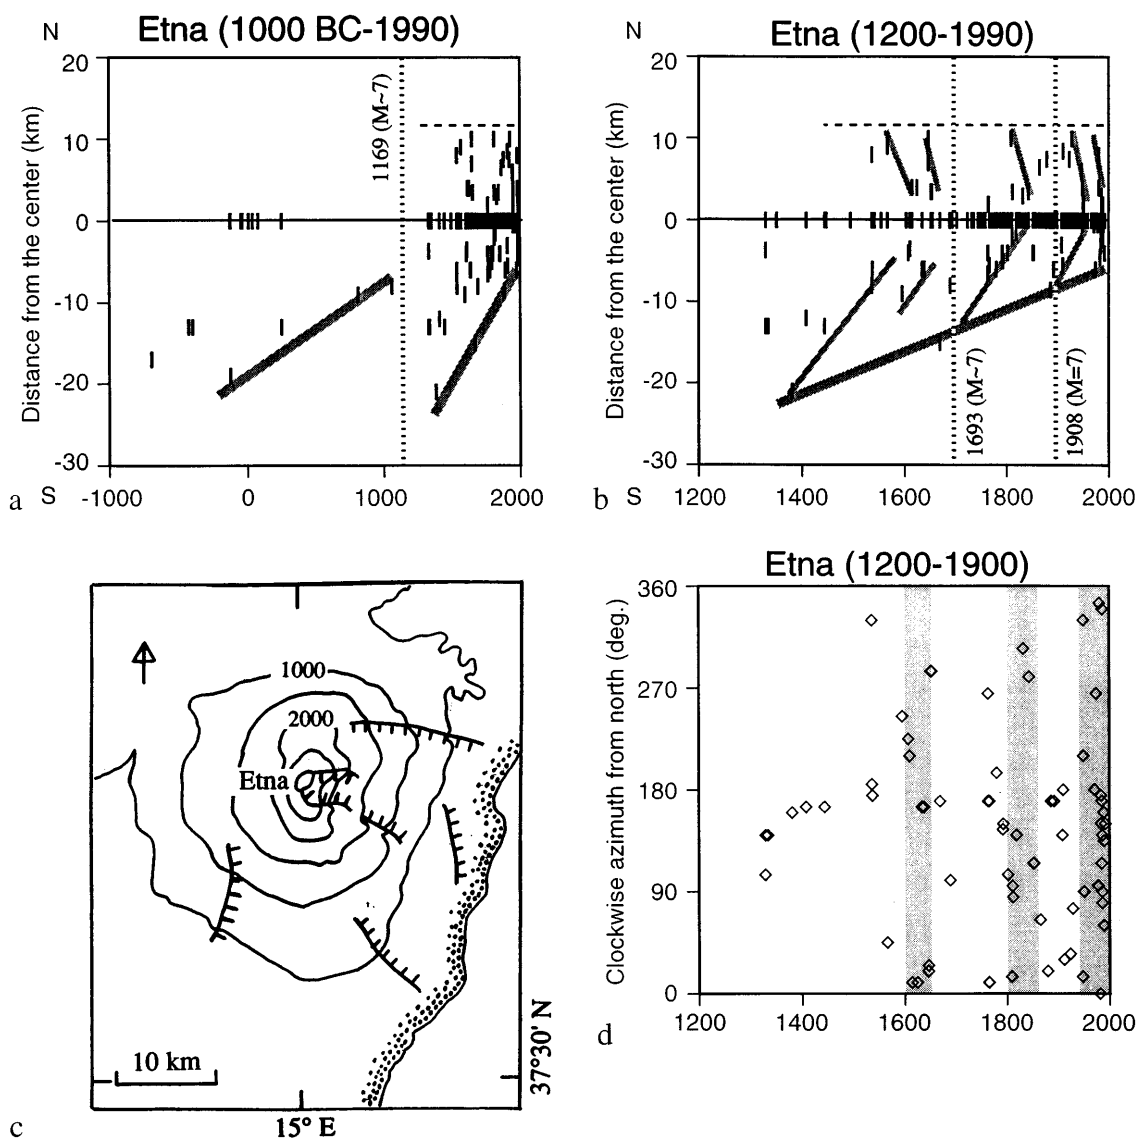 N
Etna (1000 BC-1990)
20
10
0
-10
-20
-30
Distance from the center (km)
1169 (M~7)
a
S
-1000
0
1000
2000
N
Etna (1200-1990)
20
10
0
-10
-20
-30
Distance from the center (km)
1693 (M~7)
1908 (M=7)
b
S
1200
1400
1600
1800
2000
1000
2000
Etna
10 km
37°30' N
15° E
c
Etna (1200-1900)
360
270
180
90
0
Clockwise azimuth from north (deg.)
d
1200
1400
1600
1800
2000